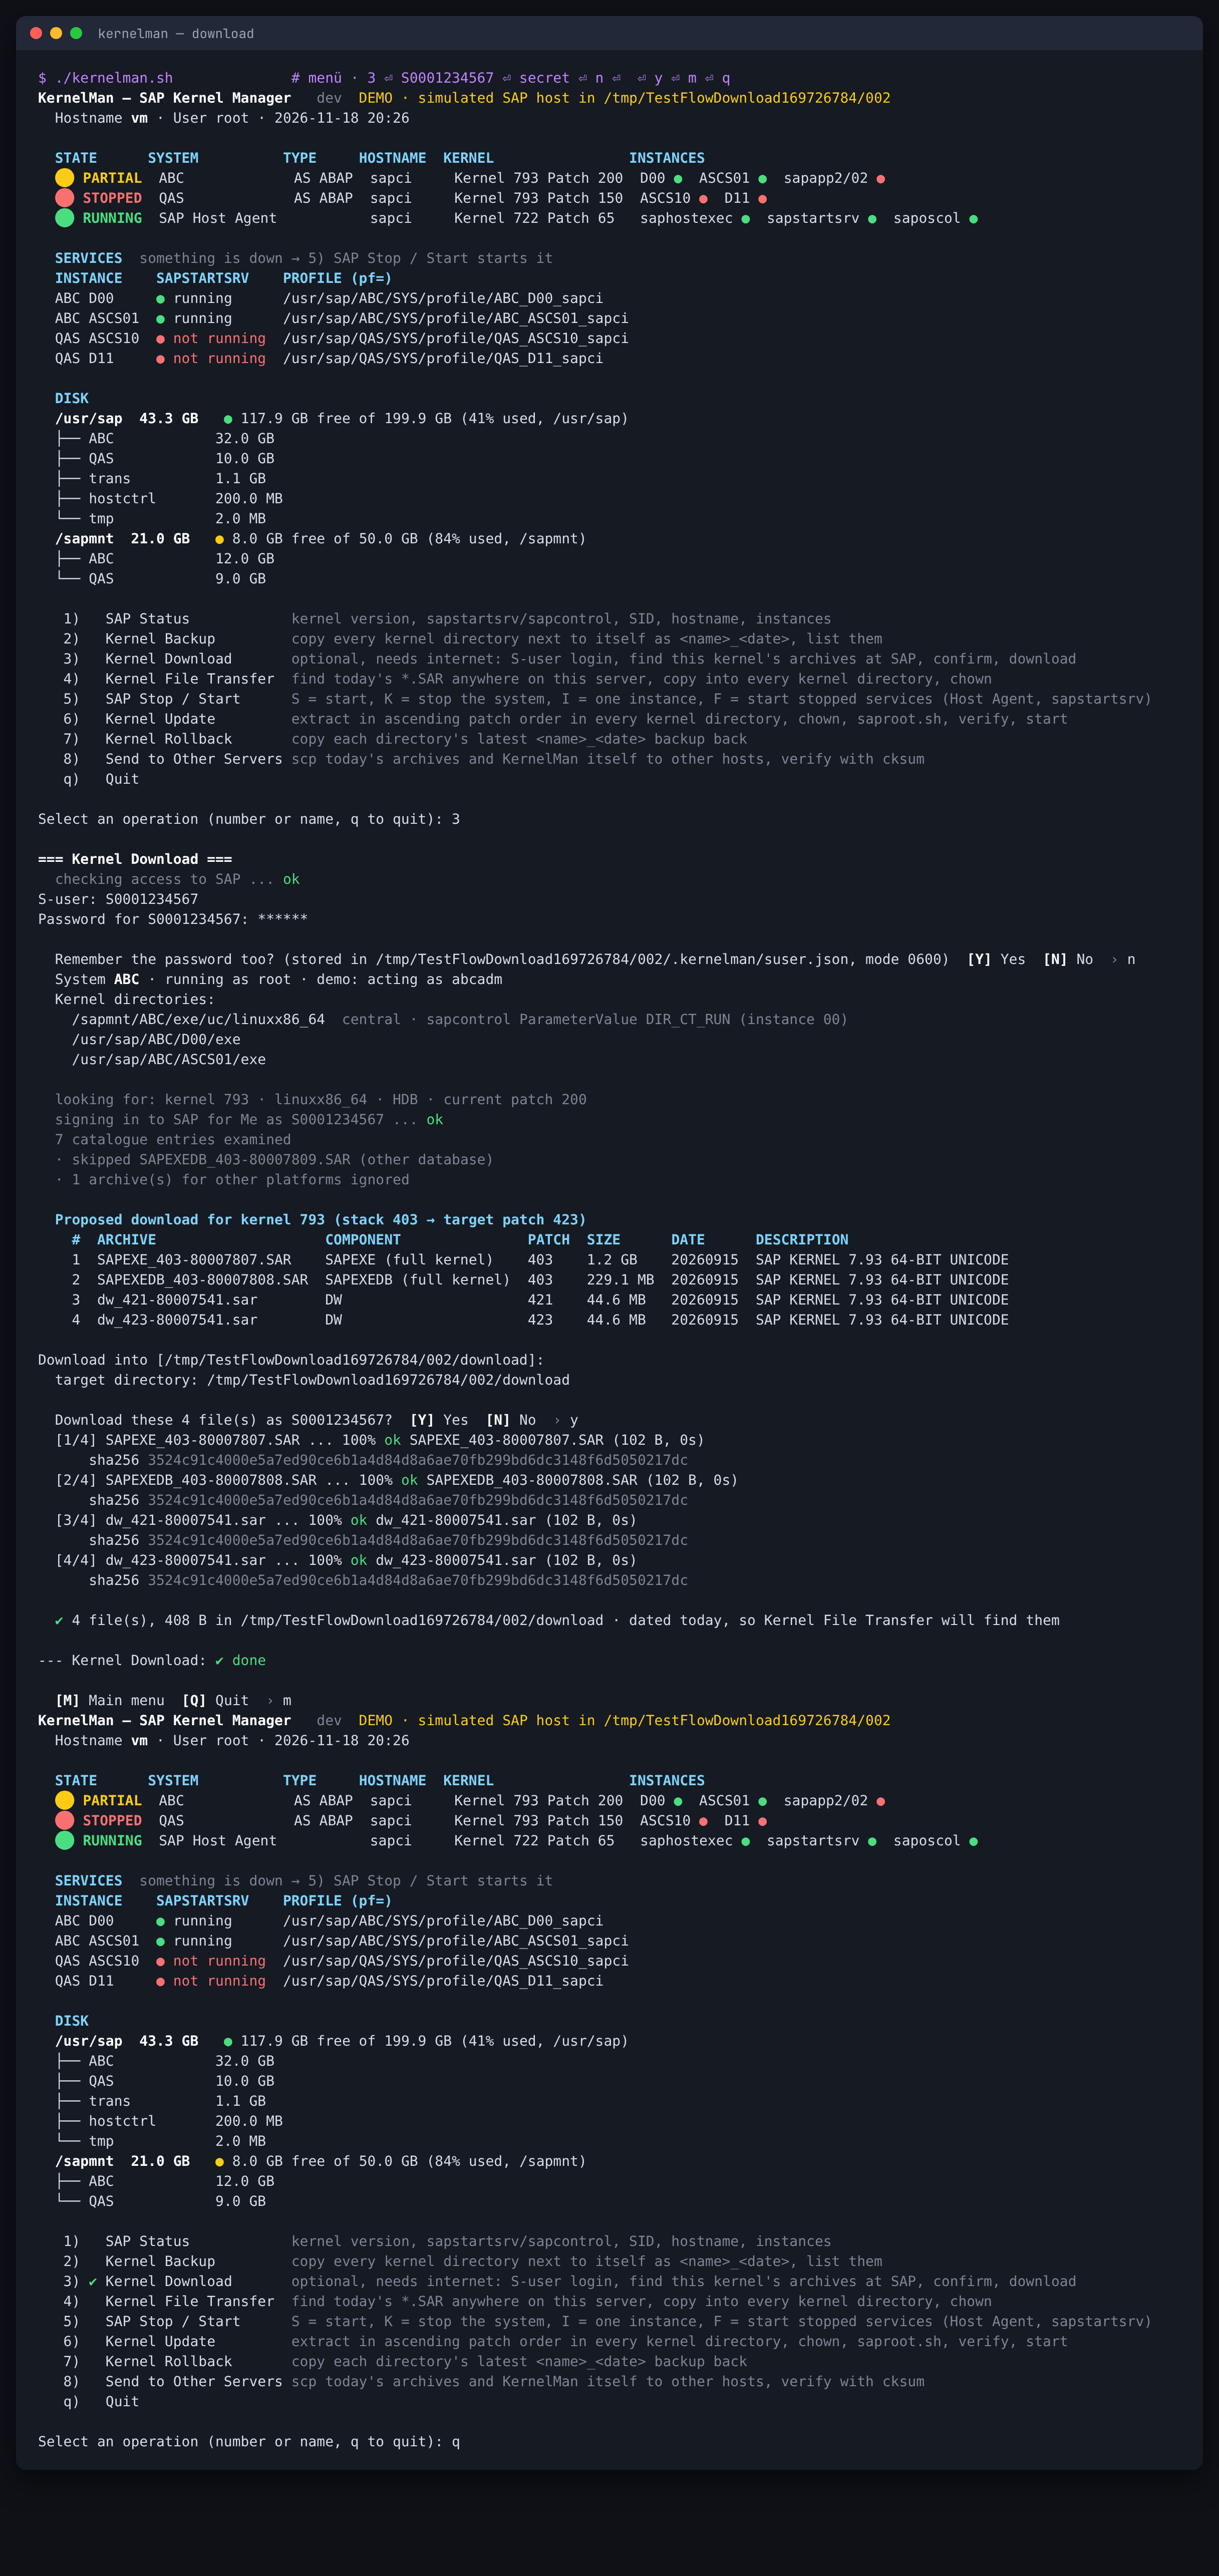 kernelman — download
$ ./kernelman.sh              # menü · 3 ⏎ S0001234567 ⏎ secret ⏎ n ⏎  ⏎ y ⏎ m ⏎ q
KernelMan — SAP Kernel Manager   dev  DEMO · simulated SAP host in /tmp/TestFlowDownload169726784/002
  Hostname vm · User root · 2026-11-18 20:26
  STATE      SYSTEM          TYPE     HOSTNAME  KERNEL                INSTANCES
  PARTIAL  ABC             AS ABAP  sapci     Kernel 793 Patch 200  D00 ●  ASCS01 ●  sapapp2/02 ●
  STOPPED  QAS             AS ABAP  sapci     Kernel 793 Patch 150  ASCS10 ●  D11 ●
  RUNNING  SAP Host Agent           sapci     Kernel 722 Patch 65   saphostexec ●  sapstartsrv ●  saposcol ●
  SERVICES  something is down → 5) SAP Stop / Start starts it
  INSTANCE    SAPSTARTSRV    PROFILE (pf=)
  ABC D00     ● running      /usr/sap/ABC/SYS/profile/ABC_D00_sapci
  ABC ASCS01  ● running      /usr/sap/ABC/SYS/profile/ABC_ASCS01_sapci
  QAS ASCS10  ● not running  /usr/sap/QAS/SYS/profile/QAS_ASCS10_sapci
  QAS D11     ● not running  /usr/sap/QAS/SYS/profile/QAS_D11_sapci
  DISK
  /usr/sap  43.3 GB   ● 117.9 GB free of 199.9 GB (41% used, /usr/sap)
  ├── ABC            32.0 GB
  ├── QAS            10.0 GB
  ├── trans          1.1 GB
  ├── hostctrl       200.0 MB
  └── tmp            2.0 MB
  /sapmnt  21.0 GB   ● 8.0 GB free of 50.0 GB (84% used, /sapmnt)
  ├── ABC            12.0 GB
  └── QAS            9.0 GB
   1)   SAP Status            kernel version, sapstartsrv/sapcontrol, SID, hostname, instances
   2)   Kernel Backup         copy every kernel directory next to itself as <name>_<date>, list them
   3)   Kernel Download       optional, needs internet: S-user login, find this kernel's archives at SAP, confirm, download
   4)   Kernel File Transfer  find today's *.SAR anywhere on this server, copy into every kernel directory, chown
   5)   SAP Stop / Start      S = start, K = stop the system, I = one instance, F = start stopped services (Host Agent, sapstartsrv)
   6)   Kernel Update         extract in ascending patch order in every kernel directory, chown, saproot.sh, verify, start
   7)   Kernel Rollback       copy each directory's latest <name>_<date> backup back
   8)   Send to Other Servers scp today's archives and KernelMan itself to other hosts, verify with cksum
   q)   Quit
Select an operation (number or name, q to quit): 3
=== Kernel Download ===
  checking access to SAP ... ok
S-user: S0001234567
Password for S0001234567: ******
  Remember the password too? (stored in /tmp/TestFlowDownload169726784/002/.kernelman/suser.json, mode 0600)  [Y] Yes  [N] No  › n
  System ABC · running as root · demo: acting as abcadm
  Kernel directories:
    /sapmnt/ABC/exe/uc/linuxx86_64  central · sapcontrol ParameterValue DIR_CT_RUN (instance 00)
    /usr/sap/ABC/D00/exe
    /usr/sap/ABC/ASCS01/exe
  looking for: kernel 793 · linuxx86_64 · HDB · current patch 200
  signing in to SAP for Me as S0001234567 ... ok
  7 catalogue entries examined
  · skipped SAPEXEDB_403-80007809.SAR (other database)
  · 1 archive(s) for other platforms ignored
  Proposed download for kernel 793 (stack 403 → target patch 423)
    #  ARCHIVE                    COMPONENT               PATCH  SIZE      DATE      DESCRIPTION
    1  SAPEXE_403-80007807.SAR    SAPEXE (full kernel)    403    1.2 GB    20260915  SAP KERNEL 7.93 64-BIT UNICODE
    2  SAPEXEDB_403-80007808.SAR  SAPEXEDB (full kernel)  403    229.1 MB  20260915  SAP KERNEL 7.93 64-BIT UNICODE
    3  dw_421-80007541.sar        DW                      421    44.6 MB   20260915  SAP KERNEL 7.93 64-BIT UNICODE
    4  dw_423-80007541.sar        DW                      423    44.6 MB   20260915  SAP KERNEL 7.93 64-BIT UNICODE
Download into [/tmp/TestFlowDownload169726784/002/download]:
  target directory: /tmp/TestFlowDownload169726784/002/download
  Download these 4 file(s) as S0001234567?  [Y] Yes  [N] No  › y
  [1/4] SAPEXE_403-80007807.SAR ... 100% ok SAPEXE_403-80007807.SAR (102 B, 0s)
      sha256 3524c91c4000e5a7ed90ce6b1a4d84d8a6ae70fb299bd6dc3148f6d5050217dc
  [2/4] SAPEXEDB_403-80007808.SAR ... 100% ok SAPEXEDB_403-80007808.SAR (102 B, 0s)
      sha256 3524c91c4000e5a7ed90ce6b1a4d84d8a6ae70fb299bd6dc3148f6d5050217dc
  [3/4] dw_421-80007541.sar ... 100% ok dw_421-80007541.sar (102 B, 0s)
      sha256 3524c91c4000e5a7ed90ce6b1a4d84d8a6ae70fb299bd6dc3148f6d5050217dc
  [4/4] dw_423-80007541.sar ... 100% ok dw_423-80007541.sar (102 B, 0s)
      sha256 3524c91c4000e5a7ed90ce6b1a4d84d8a6ae70fb299bd6dc3148f6d5050217dc
  ✔ 4 file(s), 408 B in /tmp/TestFlowDownload169726784/002/download · dated today, so Kernel File Transfer will find them
--- Kernel Download: ✔ done
  [M] Main menu  [Q] Quit  › m
KernelMan — SAP Kernel Manager   dev  DEMO · simulated SAP host in /tmp/TestFlowDownload169726784/002
  Hostname vm · User root · 2026-11-18 20:26
  STATE      SYSTEM          TYPE     HOSTNAME  KERNEL                INSTANCES
  PARTIAL  ABC             AS ABAP  sapci     Kernel 793 Patch 200  D00 ●  ASCS01 ●  sapapp2/02 ●
  STOPPED  QAS             AS ABAP  sapci     Kernel 793 Patch 150  ASCS10 ●  D11 ●
  RUNNING  SAP Host Agent           sapci     Kernel 722 Patch 65   saphostexec ●  sapstartsrv ●  saposcol ●
  SERVICES  something is down → 5) SAP Stop / Start starts it
  INSTANCE    SAPSTARTSRV    PROFILE (pf=)
  ABC D00     ● running      /usr/sap/ABC/SYS/profile/ABC_D00_sapci
  ABC ASCS01  ● running      /usr/sap/ABC/SYS/profile/ABC_ASCS01_sapci
  QAS ASCS10  ● not running  /usr/sap/QAS/SYS/profile/QAS_ASCS10_sapci
  QAS D11     ● not running  /usr/sap/QAS/SYS/profile/QAS_D11_sapci
  DISK
  /usr/sap  43.3 GB   ● 117.9 GB free of 199.9 GB (41% used, /usr/sap)
  ├── ABC            32.0 GB
  ├── QAS            10.0 GB
  ├── trans          1.1 GB
  ├── hostctrl       200.0 MB
  └── tmp            2.0 MB
  /sapmnt  21.0 GB   ● 8.0 GB free of 50.0 GB (84% used, /sapmnt)
  ├── ABC            12.0 GB
  └── QAS            9.0 GB
   1)   SAP Status            kernel version, sapstartsrv/sapcontrol, SID, hostname, instances
   2)   Kernel Backup         copy every kernel directory next to itself as <name>_<date>, list them
   3) ✔ Kernel Download       optional, needs internet: S-user login, find this kernel's archives at SAP, confirm, download
   4)   Kernel File Transfer  find today's *.SAR anywhere on this server, copy into every kernel directory, chown
   5)   SAP Stop / Start      S = start, K = stop the system, I = one instance, F = start stopped services (Host Agent, sapstartsrv)
   6)   Kernel Update         extract in ascending patch order in every kernel directory, chown, saproot.sh, verify, start
   7)   Kernel Rollback       copy each directory's latest <name>_<date> backup back
   8)   Send to Other Servers scp today's archives and KernelMan itself to other hosts, verify with cksum
   q)   Quit
Select an operation (number or name, q to quit): q